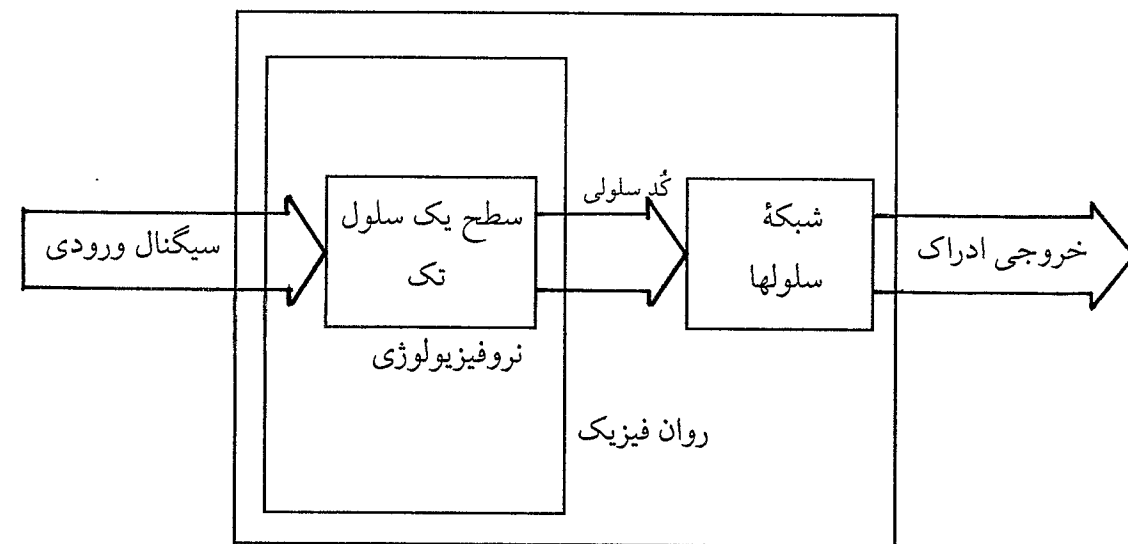 کُد سلولی
سیگنال ورودی
سطح یک سلول
تک
شبکهٔ
سلولها
خروجی ادراک
نروفیزیولوژی
روان فیزیک